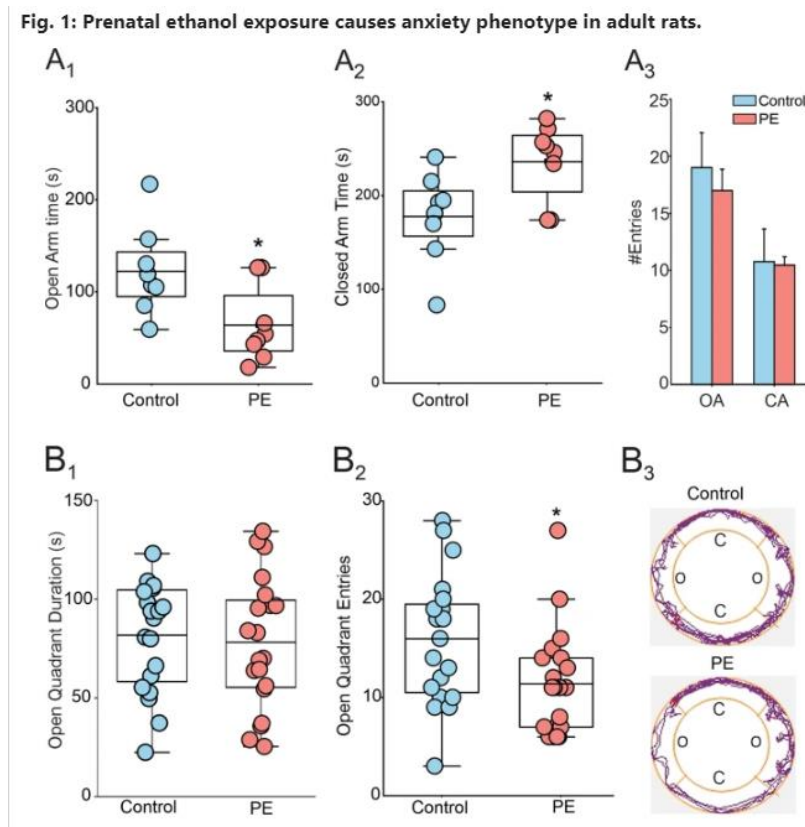 Fig. 1: Prenatal ethanol exposure causes anxiety phenotype in adult rats.
A1
A2
A3
300
200
100
0
Open Arm time (s)
*
Control
PE
300
200
100
0
Closed Arm Time (s)
*
Control
PE
25
20
15
10
5
0
#Entries
Control
PE
OA
CA
B1
B2
B3
150
100
50
0
Open Quadrant Duration (s)
Control
PE
30
20
10
0
Open Quadrant Entries
*
Control
PE
Control
C
O
O
C
PE
C
O
O
C